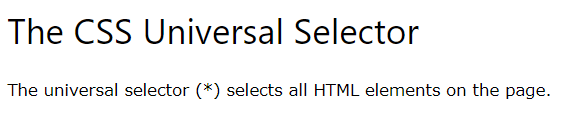 The CSS Universal Selector
The universal selector (*) selects all HTML elements on the page.